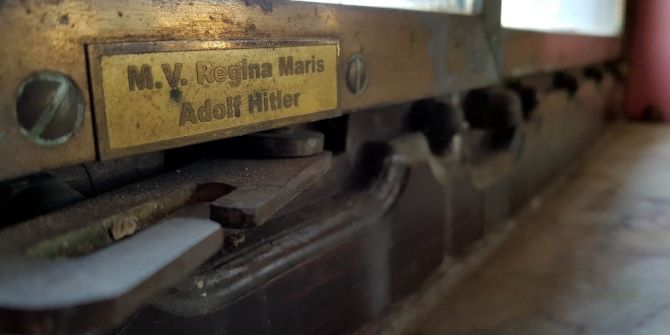 M.V. Regina Maris
Adolf Hitler